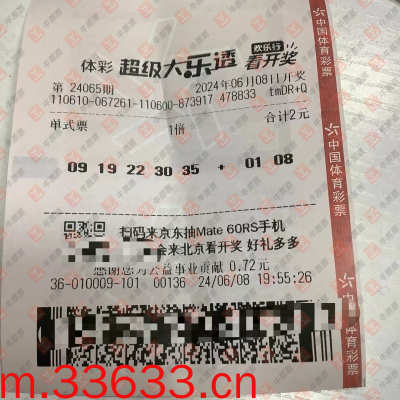 体彩 超级大乐透 欢乐行 看开奖
第 24065期 2024年06月08日开奖
110610-067261-110600-873917 478833 tmDR+Q
单式票 1倍 合计2元
09 19 22 30 35 + 01 08
扫码来京东抽Mate 60RS手机
来北京看开奖 好礼多多
感谢您为公益事业贡献 0.72元
36-010009-101 00136 24/06/08 19:55:26
中国体育彩票
中国体育彩票
中国体育彩票
m.33633.cn